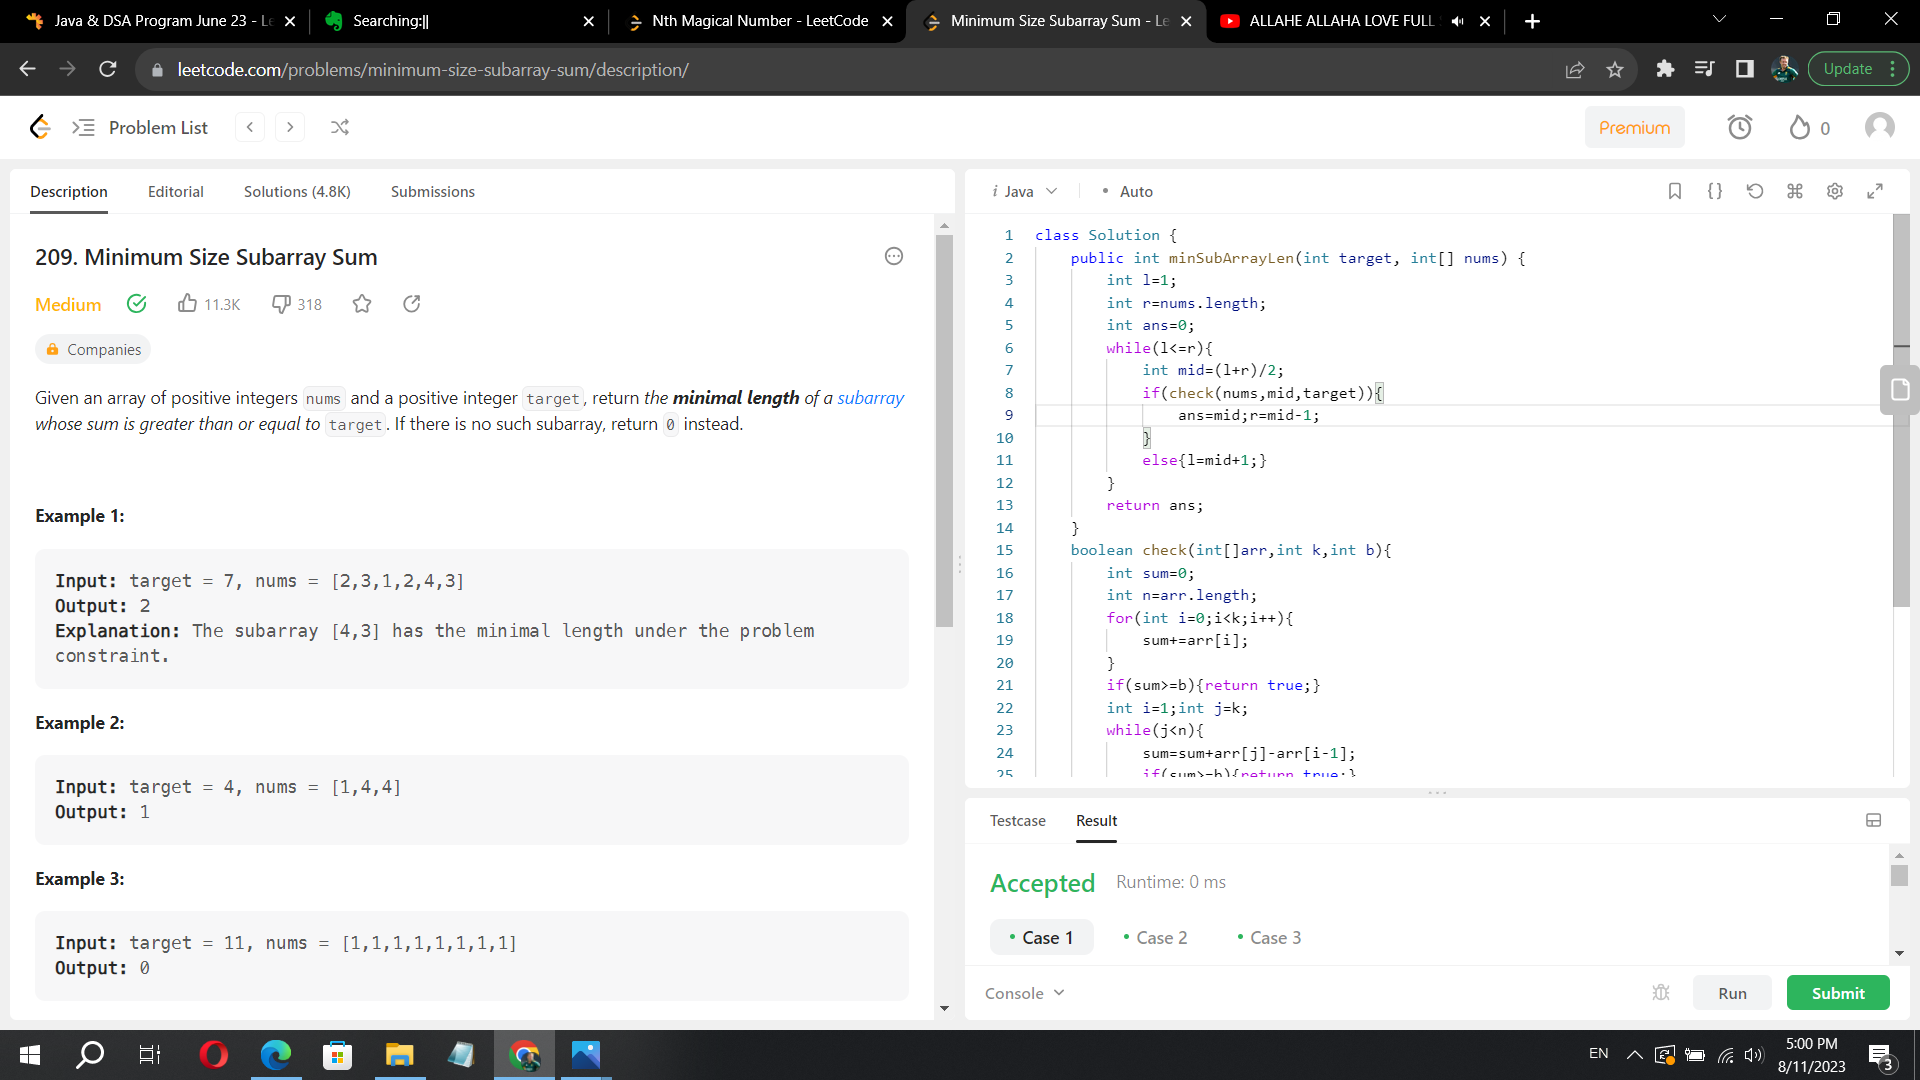 Java & DSA Program June 23 - Le
Searching:||
Nth Magical Number - LeetCode
Minimum Size Subarray Sum - Le
ALLAHE ALLAHA LOVE FULL
leetcode.com/problems/minimum-size-subarray-sum/description/
Update
Problem List
Premium
0
Description
Editorial
Solutions (4.8K)
Submissions
209. Minimum Size Subarray Sum
Medium
11.3K
318
Companies
Given an array of positive integers nums and a positive integer target, return the minimal length of a subarray
whose sum is greater than or equal to target. If there is no such subarray, return 0 instead.
Example 1:
Input: target = 7, nums = [2,3,1,2,4,3]
Output: 2
Explanation: The subarray [4,3] has the minimal length under the problem
constraint.
Example 2:
Input: target = 4, nums = [1,4,4]
Output: 1
Example 3:
Input: target = 11, nums = [1,1,1,1,1,1,1,1]
Output: 0
i Java
• Auto
1 class Solution {
2 public int minSubArrayLen(int target, int[] nums) {
3 int l=1;
4 int r=nums.length;
5 int ans=0;
6 while(l<=r){
7 int mid=(l+r)/2;
8 if(check(nums,mid,target)){
9 ans=mid;r=mid-1;
10 }
11 else{l=mid+1;}
12 }
13 return ans;
14 }
15 boolean check(int[]arr,int k,int b){
16 int sum=0;
17 int n=arr.length;
18 for(int i=0;i<k;i++){
19 sum+=arr[i];
20 }
21 if(sum>=b){return true;}
22 int i=1;int j=k;
23 while(j<n){
24 sum=sum+arr[j]-arr[i-1];
25 if(sum>=b){return true;}
Testcase
Result
Accepted
Runtime: 0 ms
• Case 1
• Case 2
• Case 3
Console
Run
Submit
EN
5:00 PM
8/11/2023
3